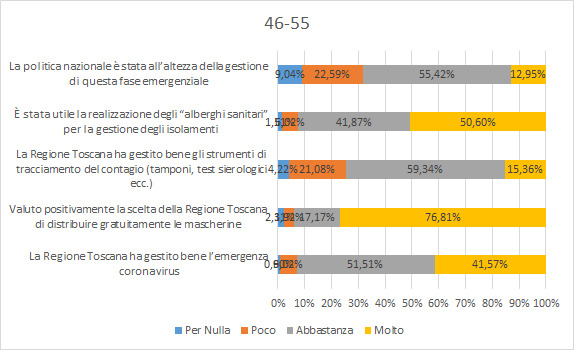 46-55
La politica nazionale è stata all'altezza della gestione
di questa fase emergenziale
9,04% 22,59% 55,42% 12,95%
È stata utile la realizzazione degli "alberghi sanitari"
per la gestione degli isolamenti
41,87% 50,60%
La Regione Toscana ha gestito bene gli strumenti di
tracciamento del contagio (tamponi, test sierologici
ecc.)
4,22% 21,08% 59,34% 15,36%
Valuto positivamente la scelta della Regione Toscana
di distribuire gratuitamente le mascherine
17,17% 76,81%
La Regione Toscana ha gestito bene l'emergenza
coronavirus
51,51% 41,57%
0% 10% 20% 30% 40% 50% 60% 70% 80% 90% 100%
Per Nulla Poco Abbastanza Molto